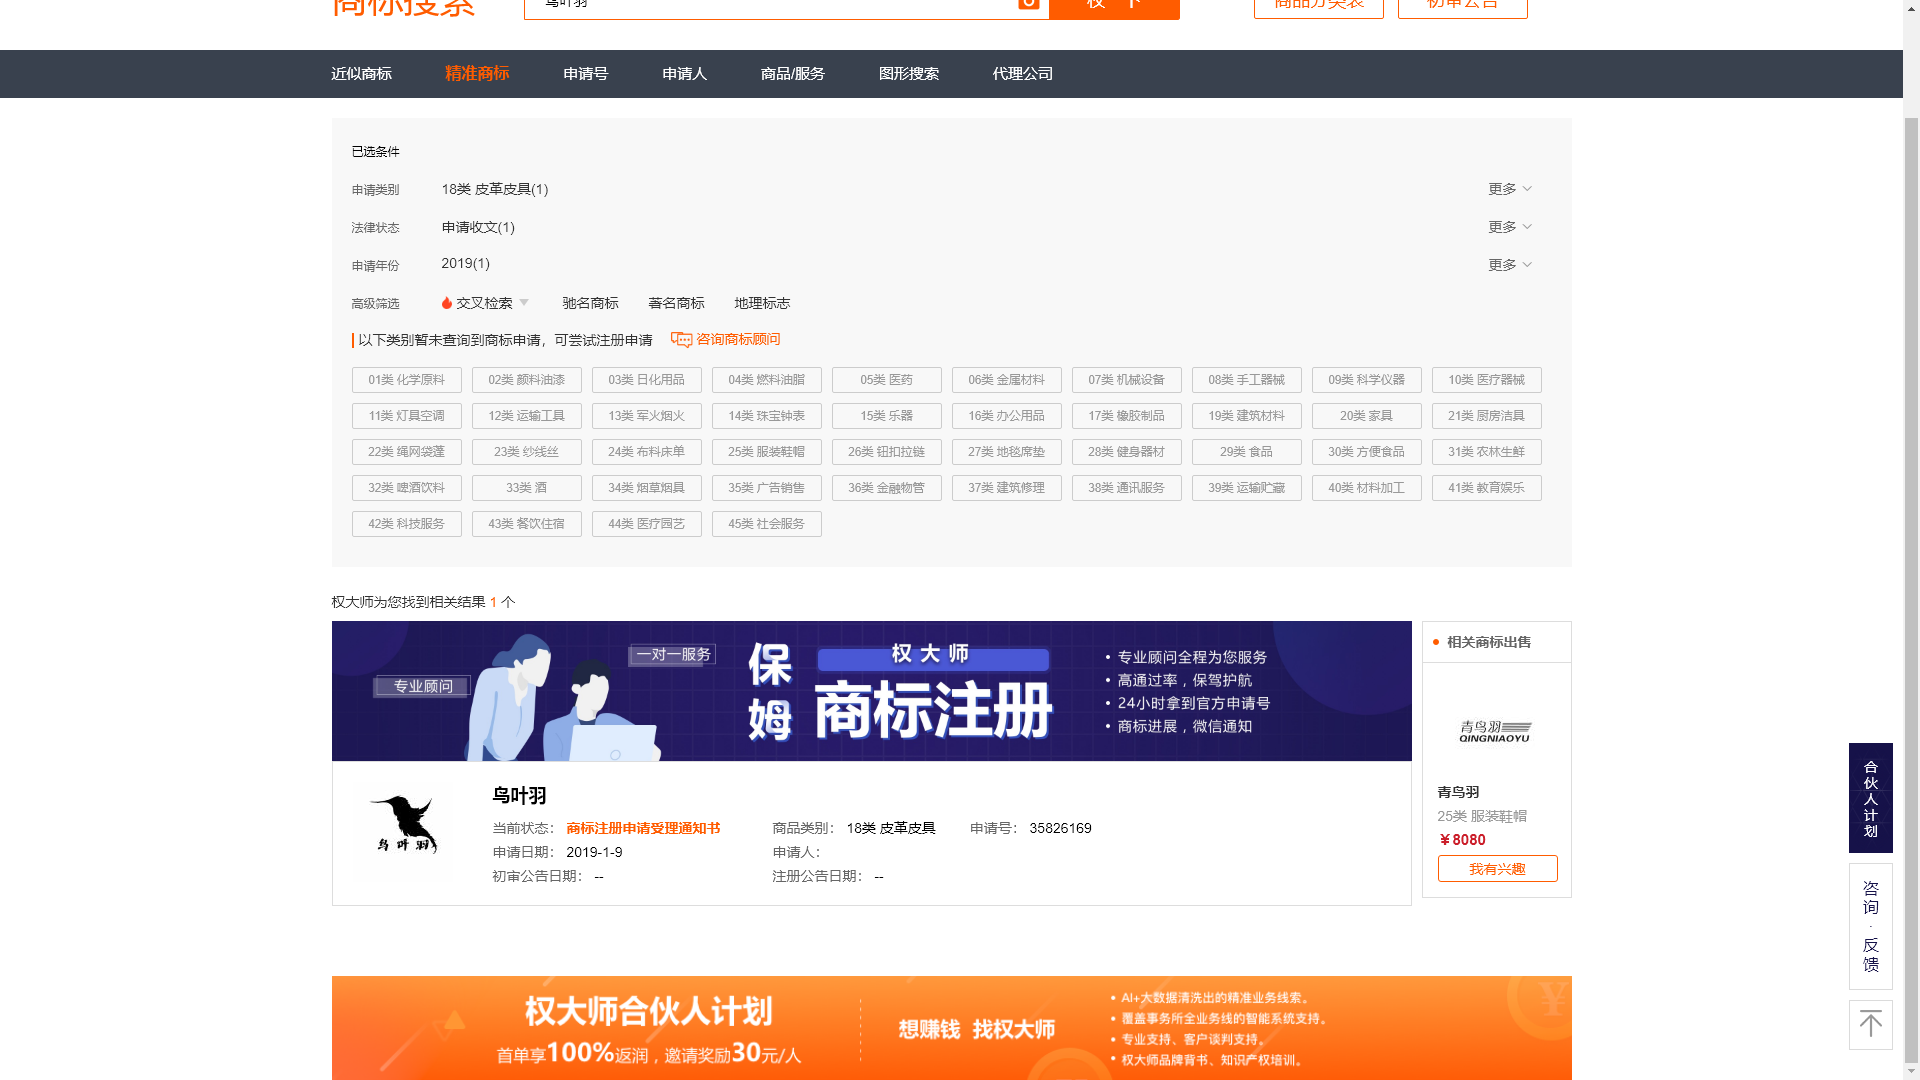 商标搜索
鸟叶羽
权一下
商品分类表
初审公告
近似商标
精准商标
申请号
申请人
商品/服务
图形搜索
代理公司
已选条件
申请类别 18类 皮革皮具(1) 更多
法律状态 申请收文(1) 更多
申请年份 2019(1) 更多
高级筛选 交叉检索 驰名商标 著名商标 地理标志
以下类别暂未查询到商标申请，可尝试注册申请 咨询商标顾问
01类 化学原料 02类 颜料油漆 03类 日化用品 04类 燃料油脂 05类 医药 06类 金属材料 07类 机械设备 08类 手工器械 09类 科学仪器 10类 医疗器械
11类 灯具空调 12类 运输工具 13类 军火烟火 14类 珠宝钟表 15类 乐器 16类 办公用品 17类 橡胶制品 19类 建筑材料 20类 家具 21类 厨房洁具
22类 绳网袋蓬 23类 纱线丝 24类 布料床单 25类 服装鞋帽 26类 钮扣拉链 27类 地毯席垫 28类 健身器材 29类 食品 30类 方便食品 31类 农林生鲜
32类 啤酒饮料 33类 酒 34类 烟草烟具 35类 广告销售 36类 金融物管 37类 建筑修理 38类 通讯服务 39类 运输贮藏 40类 材料加工 41类 教育娱乐
42类 科技服务 43类 餐饮住宿 44类 医疗园艺 45类 社会服务
权大师为您找到相关结果 1 个
专业顾问
一对一服务
保姆
权大师
商标注册
• 专业顾问全程为您服务
• 高通过率，保驾护航
• 24小时拿到官方申请号
• 商标进展，微信通知
鸟叶羽
鸟叶羽
当前状态： 商标注册申请受理通知书 商品类别： 18类 皮革皮具 申请号： 35826169
申请日期： 2019-1-9 申请人：
初审公告日期： -- 注册公告日期： --
相关商标出售
青鸟羽
QINGNIAOYU
青鸟羽
25类 服装鞋帽
￥8080
我有兴趣
合伙人计划
咨询·反馈
权大师合伙人计划
首单享100%返润，邀请奖励30元/人
想赚钱 找权大师
• AI+大数据清洗出的精准业务线索。
• 覆盖事务所全业务线的智能系统支持。
• 专业支持、客户谈判支持。
• 权大师品牌背书、知识产权培训。